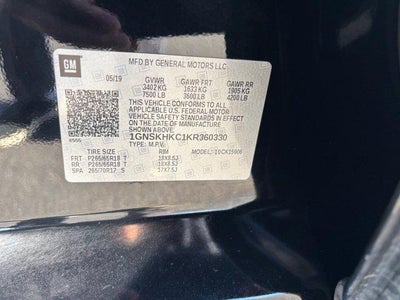 GM
MFD BY GENERAL MOTORS LLC
05/19 GVWR GAWR FRT GAWR RR
3402 KG 1633 KG 1905 KG
7500 LB 3600 LB 4200 LB
THIS VEHICLE CONFORMS TO ALL
APPLICABLE U.S. FEDERAL MOTOR
VEHICLE SAFETY STANDARDS IN
EFFECT ON THE DATE OF
MANUFACTURE SHOWN ABOVE.
1GNSKHKC1KR360330
TYPE: M.P.V. MODEL: 10CK15906
TIRE SIZE RIM
FRT P265/65R18 T 18X8.5J
RR P265/65R18 T 18X8.5J
SPA 265/70R17 S 17X7.5J